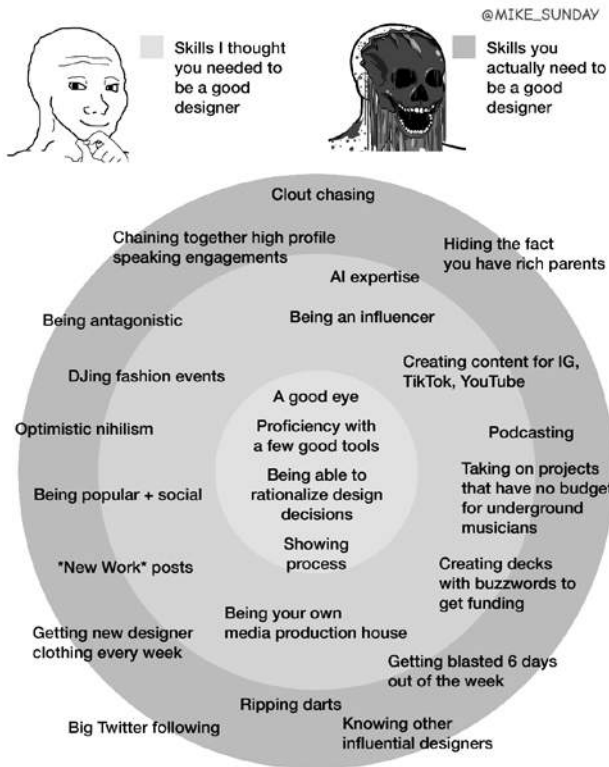 @MIKE_SUNDAY
Skills I thought
you needed to
be a good
designer
Skills you
actually need to
be a good
designer
Clout chasing
Chaining together high profile
speaking engagements
Hiding the fact
you have rich parents
AI expertise
Being antagonistic
Being an influencer
Creating content for IG,
TikTok, YouTube
DJing fashion events
A good eye
Optimistic nihilism
Proficiency with
a few good tools
Podcasting
Being able to
rationalize design
decisions
Taking on projects
that have no budget
for underground
musicians
Being popular + social
Showing
process
*New Work* posts
Creating decks
with buzzwords to
get funding
Being your own
media production house
Getting new designer
clothing every week
Getting blasted 6 days
out of the week
Ripping darts
Big Twitter following
Knowing other
influential designers